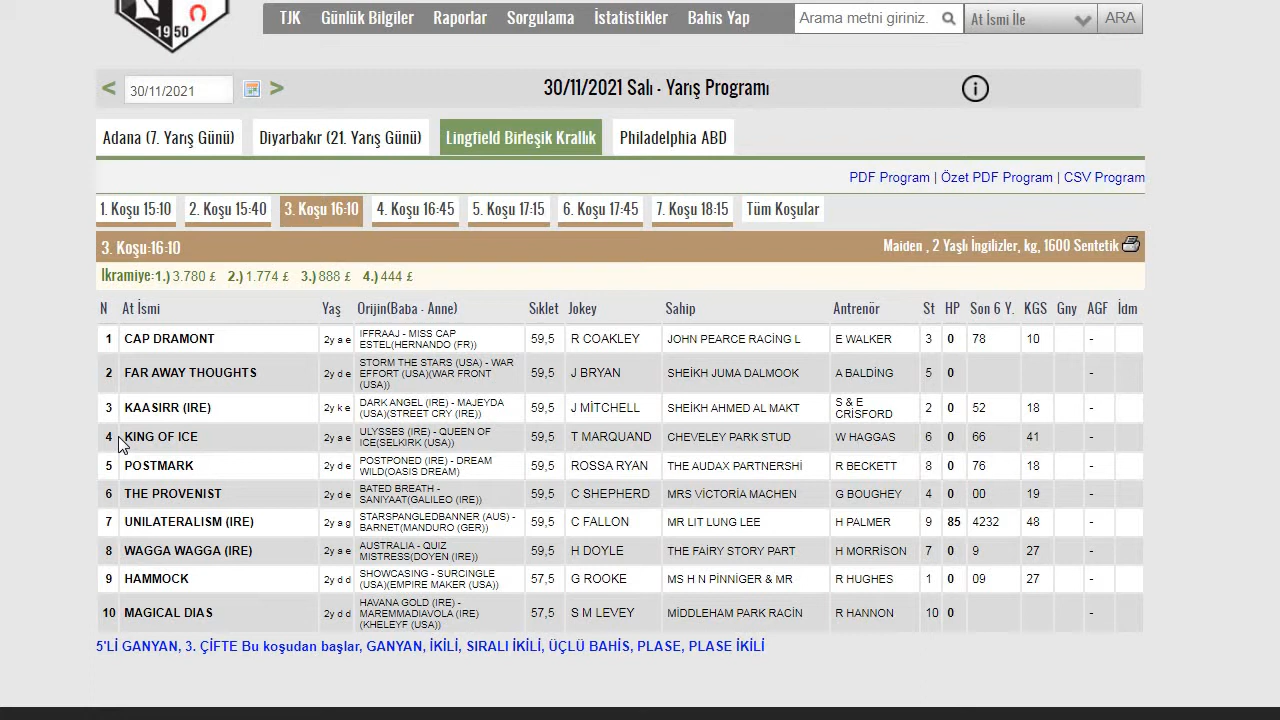 1950
TJK Günlük Bilgiler Raporlar Sorgulama İstatistikler Bahis Yap Arama metni giriniz. At İsmi İle ARA
< 30/11/2021 > 30/11/2021 Salı - Yarış Programı i
Adana (7. Yarış Günü) Diyarbakır (21. Yarış Günü) Lingfield Birleşik Krallık Philadelphia ABD
PDF Program | Özet PDF Program | CSV Program
1. Koşu 15:10 2. Koşu 15:40 3. Koşu 16:10 4. Koşu 16:45 5. Koşu 17:15 6. Koşu 17:45 7. Koşu 18:15 Tüm Koşular
3. Koşu:16:10 Maiden , 2 Yaşlı İngilizler, kg, 1600 Sentetik
İkramiye:1.) 3.780 £ 2.) 1.774 £ 3.) 888 £ 4.) 444 £
N At İsmi Yaş Orijin(Baba - Anne) Sıklet Jokey Sahip Antrenör St HP Son 6 Y. KGS Gny AGF İdm
1 CAP DRAMONT 2y a e IFFRAAJ - MISS CAP ESTEL(HERNANDO (FR)) 59,5 R COAKLEY JOHN PEARCE RACİNG L E WALKER 3 0 78 10 -
2 FAR AWAY THOUGHTS 2y d e STORM THE STARS (USA) - WAR EFFORT (USA)(WAR FRONT (USA)) 59,5 J BRYAN SHEİKH JUMA DALMOOK A BALDİNG 5 0 -
3 KAASIRR (IRE) 2y k e DARK ANGEL (IRE) - MAJEYDA (USA)(STREET CRY (IRE)) 59,5 J MİTCHELL SHEİKH AHMED AL MAKT S & E CRISFORD 2 0 52 18 -
4 KING OF ICE 2y a e ULYSSES (IRE) - QUEEN OF ICE(SELKIRK (USA)) 59,5 T MARQUAND CHEVELEY PARK STUD W HAGGAS 6 0 66 41 -
5 POSTMARK 2y d e POSTPONED (IRE) - DREAM WILD(OASIS DREAM) 59,5 ROSSA RYAN THE AUDAX PARTNERSHİ R BECKETT 8 0 76 18 -
6 THE PROVENIST 2y d e BATED BREATH - SANIYAAT(GALILEO (IRE)) 59,5 C SHEPHERD MRS VİCTORİA MACHEN G BOUGHEY 4 0 00 19 -
7 UNILATERALISM (IRE) 2y a g STARSPANGLEDBANNER (AUS) - BARNET(MANDURO (GER)) 59,5 C FALLON MR LIT LUNG LEE H PALMER 9 85 4232 48 -
8 WAGGA WAGGA (IRE) 2y a e AUSTRALIA - QUIZ MISTRESS(DOYEN (IRE)) 59,5 H DOYLE THE FAİRY STORY PART H MORRİSON 7 0 9 27 -
9 HAMMOCK 2y d d SHOWCASING - SURCINGLE (USA)(EMPIRE MAKER (USA)) 57,5 G ROOKE MS H N PİNNİGER & MR R HUGHES 1 0 09 27 -
10 MAGICAL DIAS 2y d d HAVANA GOLD (IRE) - MAREMMADIAVOLA (IRE)(KHELEYF (USA)) 57,5 S M LEVEY MİDDLEHAM PARK RACİN R HANNON 10 0 -
5'Lİ GANYAN, 3. ÇİFTE Bu koşudan başlar, GANYAN, İKİLİ, SIRALI İKİLİ, ÜÇLÜ BAHİS, PLASE, PLASE İKİLİ